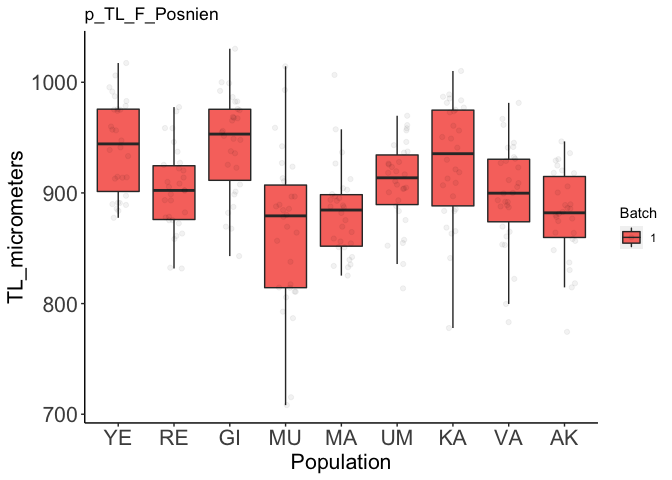 p_TL_F_Posnien
TL_micrometers
1000
900
800
700
YE RE GI MU MA UM KA VA AK
Population
Batch
1